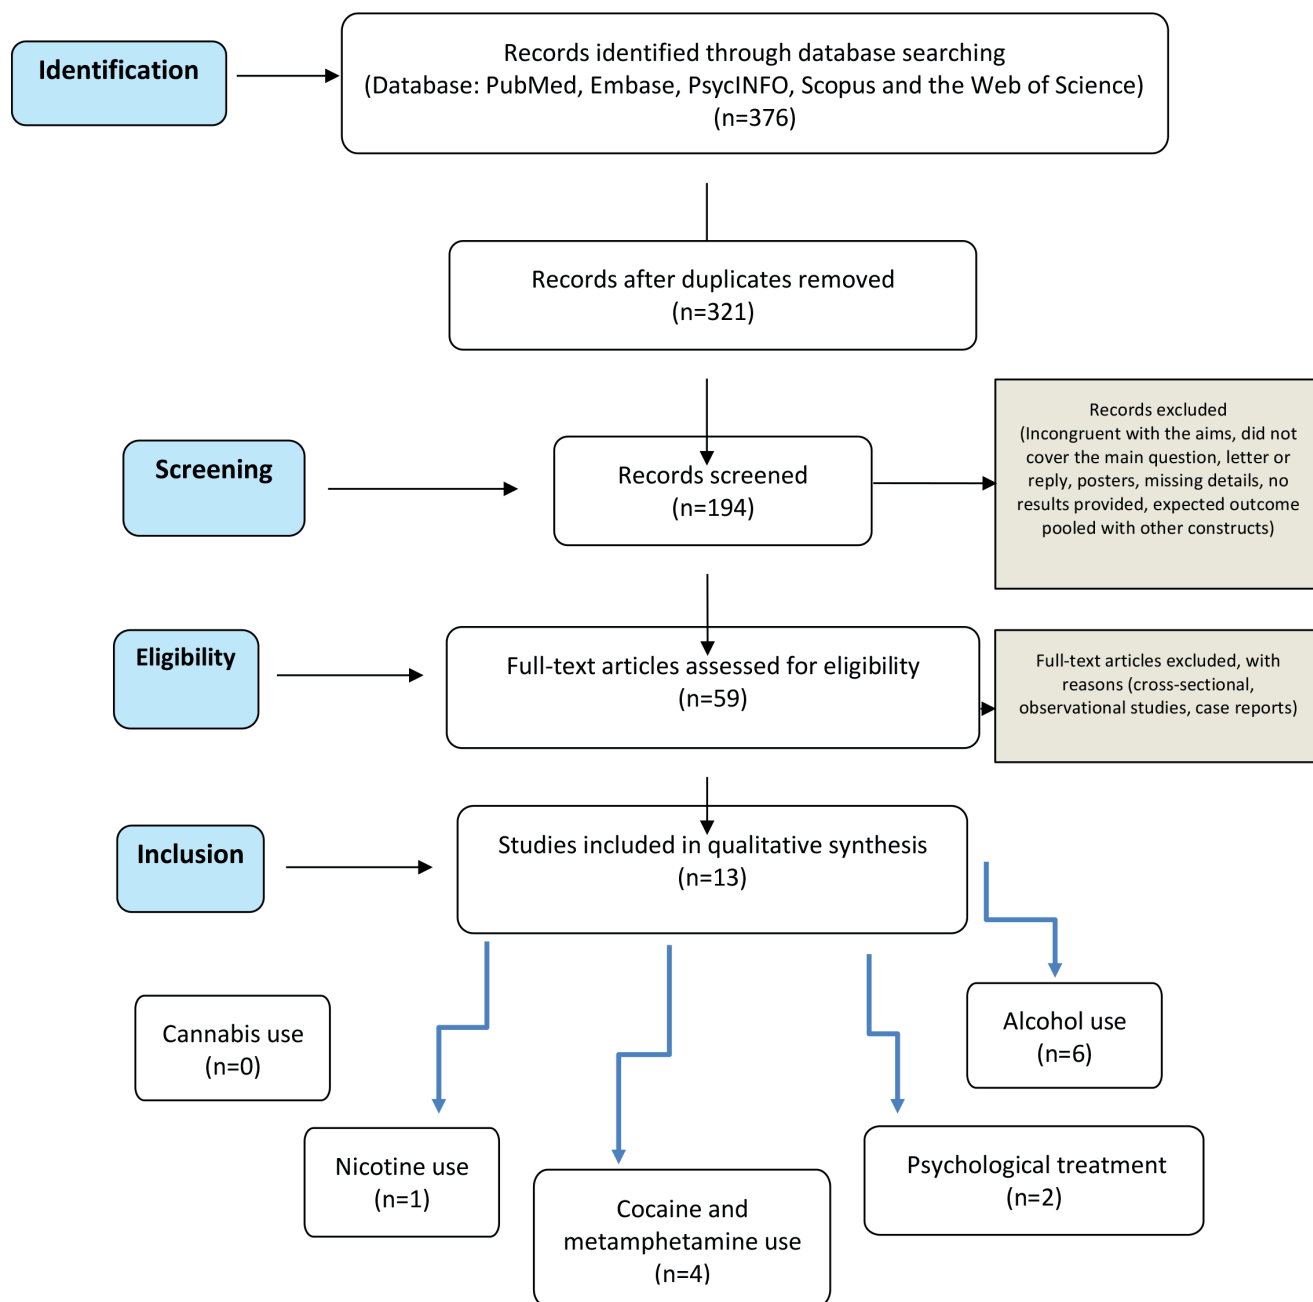 Identification
Records identified through database searching
(Database: PubMed, Embase, PsycINFO, Scopus and the Web of Science)
(n=376)
Records after duplicates removed
(n=321)
Screening
Records screened
(n=194)
Records excluded
(Incongruent with the aims, did not
cover the main question, letter or
reply, posters, missing details, no
results provided, expected outcome
pooled with other constructs)
Eligibility
Full-text articles assessed for eligibility
(n=59)
Full-text articles excluded, with
reasons (cross-sectional,
observational studies, case reports)
Inclusion
Studies included in qualitative synthesis
(n=13)
Cannabis use
(n=0)
Nicotine use
(n=1)
Cocaine and
metamphetamine use
(n=4)
Psychological treatment
(n=2)
Alcohol use
(n=6)